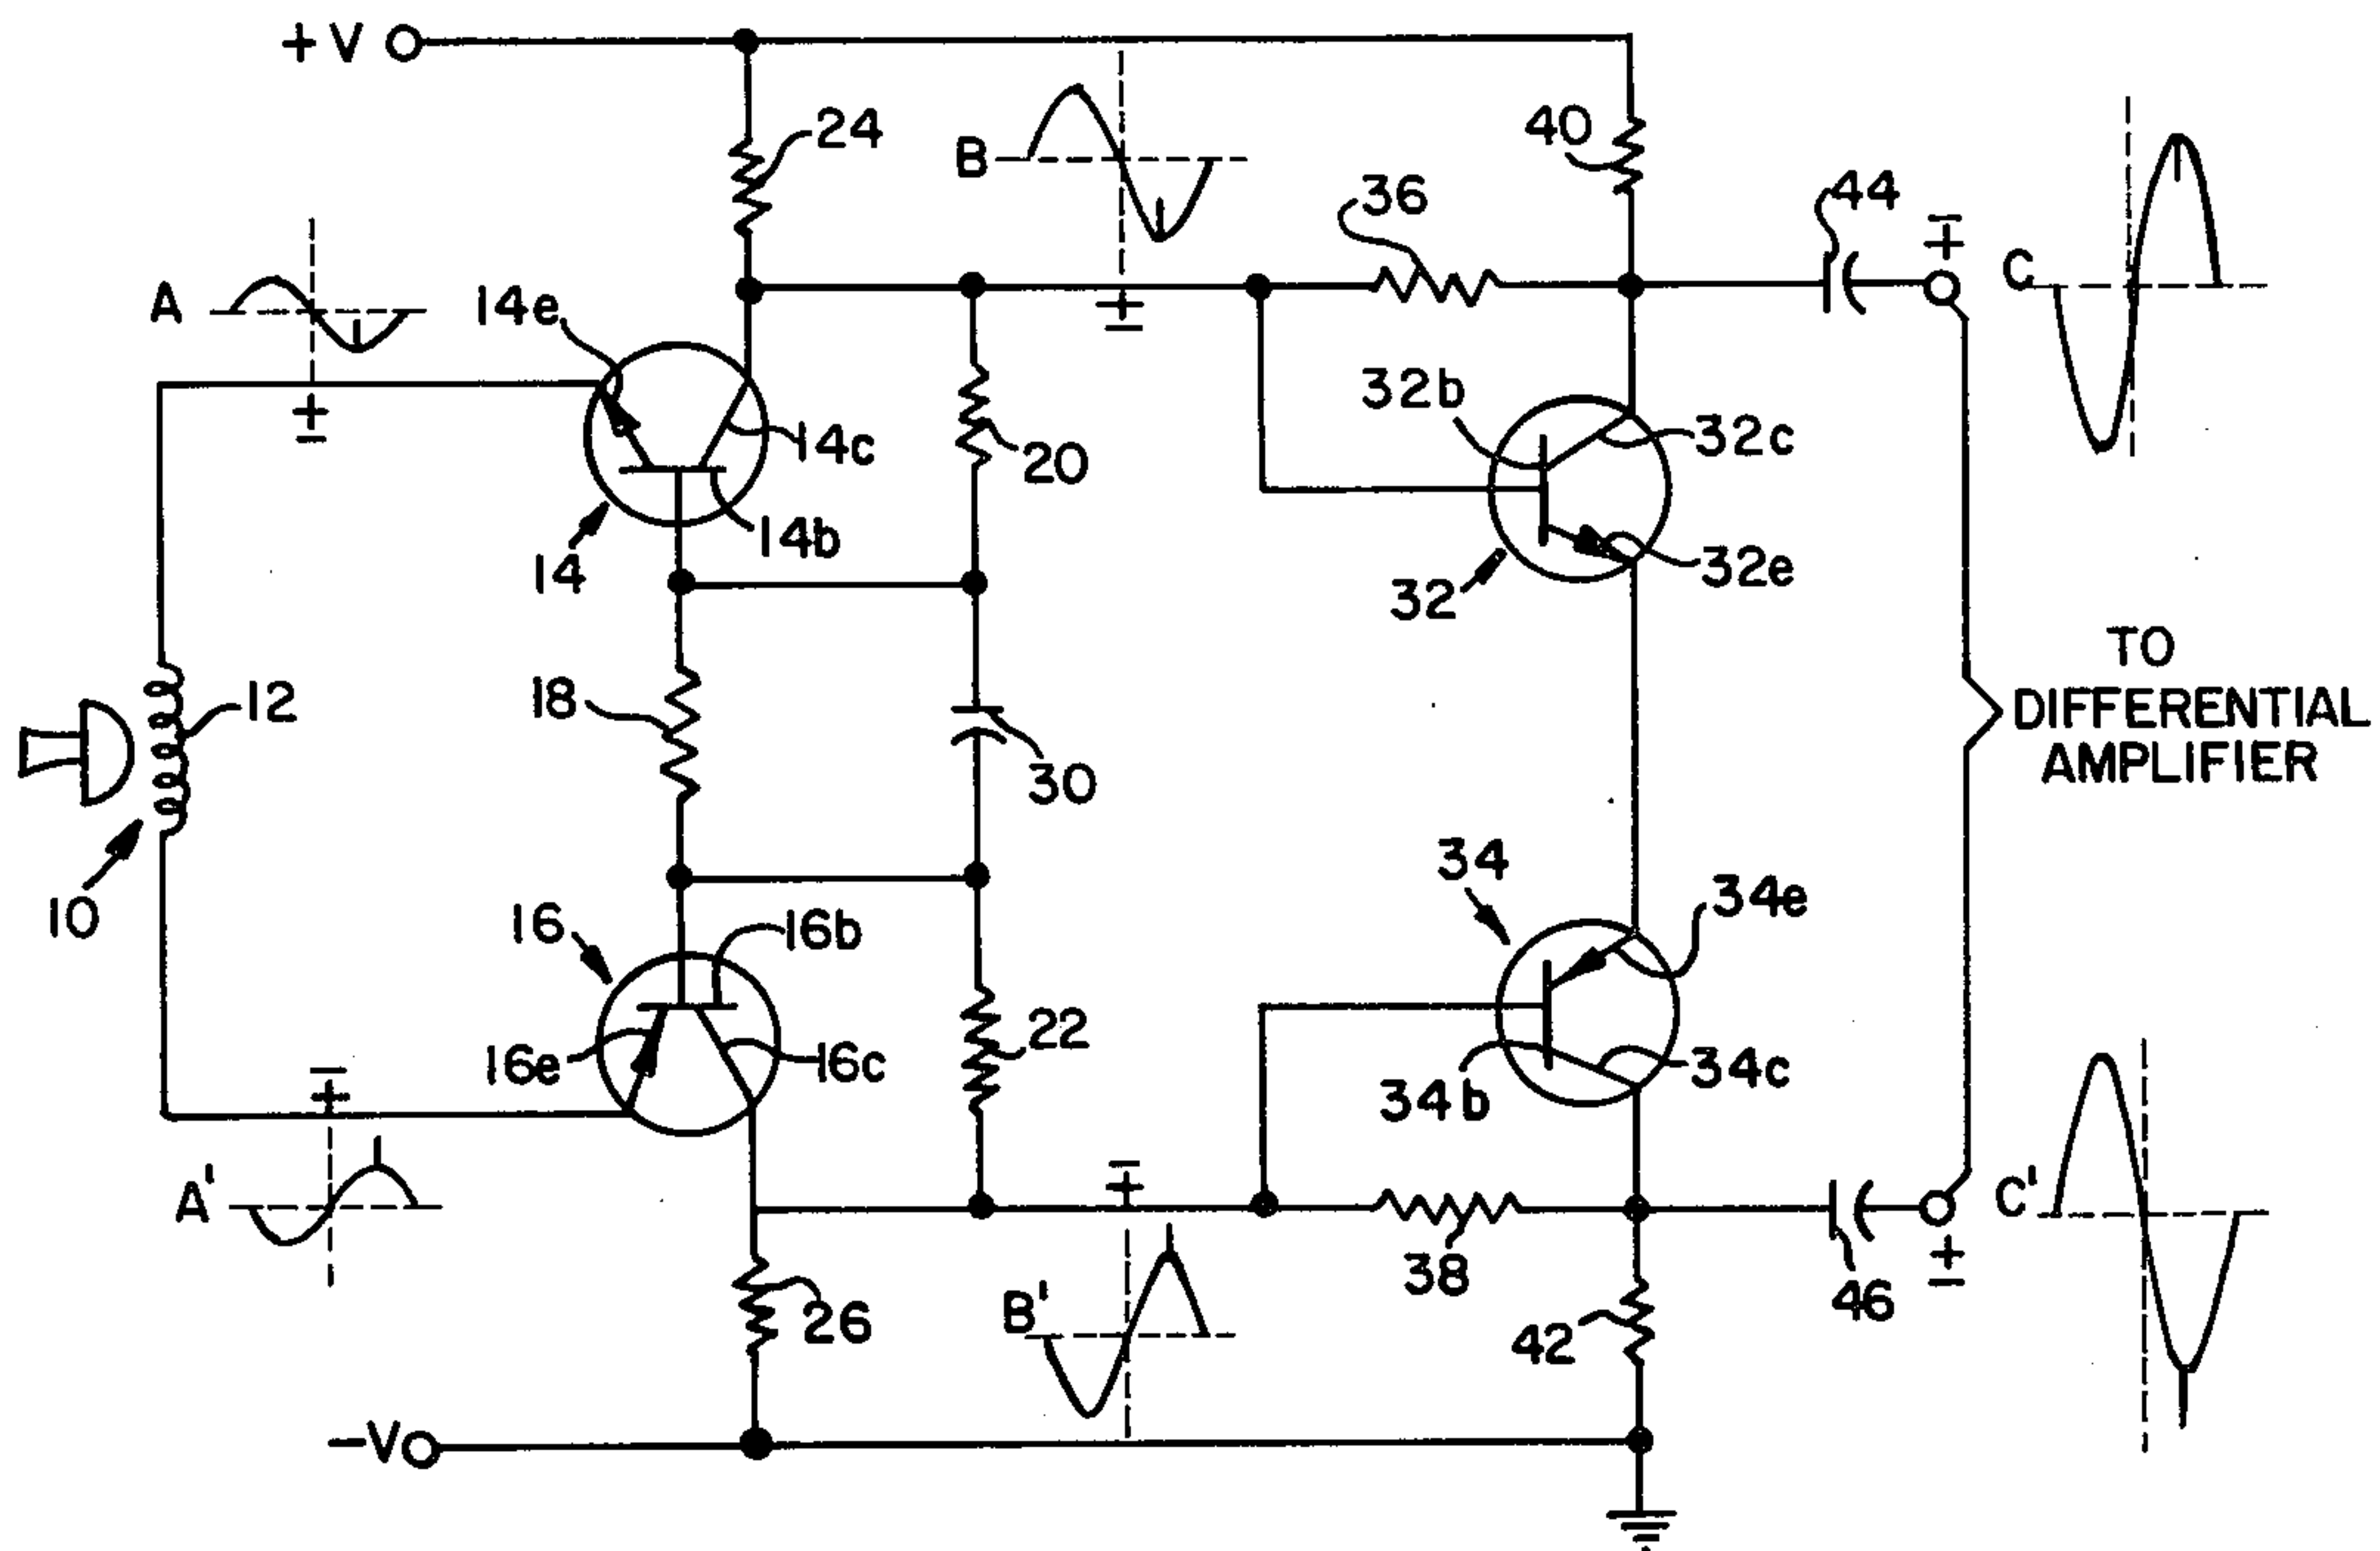 +V
24
B
40
36
44
C
A
14e
14c
20
32b
32c
14b
14
32
32e
TO
DIFFERENTIAL
AMPLIFIER
18
12
30
10
34
34e
16
16b
22
16e
16c
34b
34c
A'
C'
38
46
B'
26
42
-V
+
-
+
-
-
+
-
+
-
+
+
-